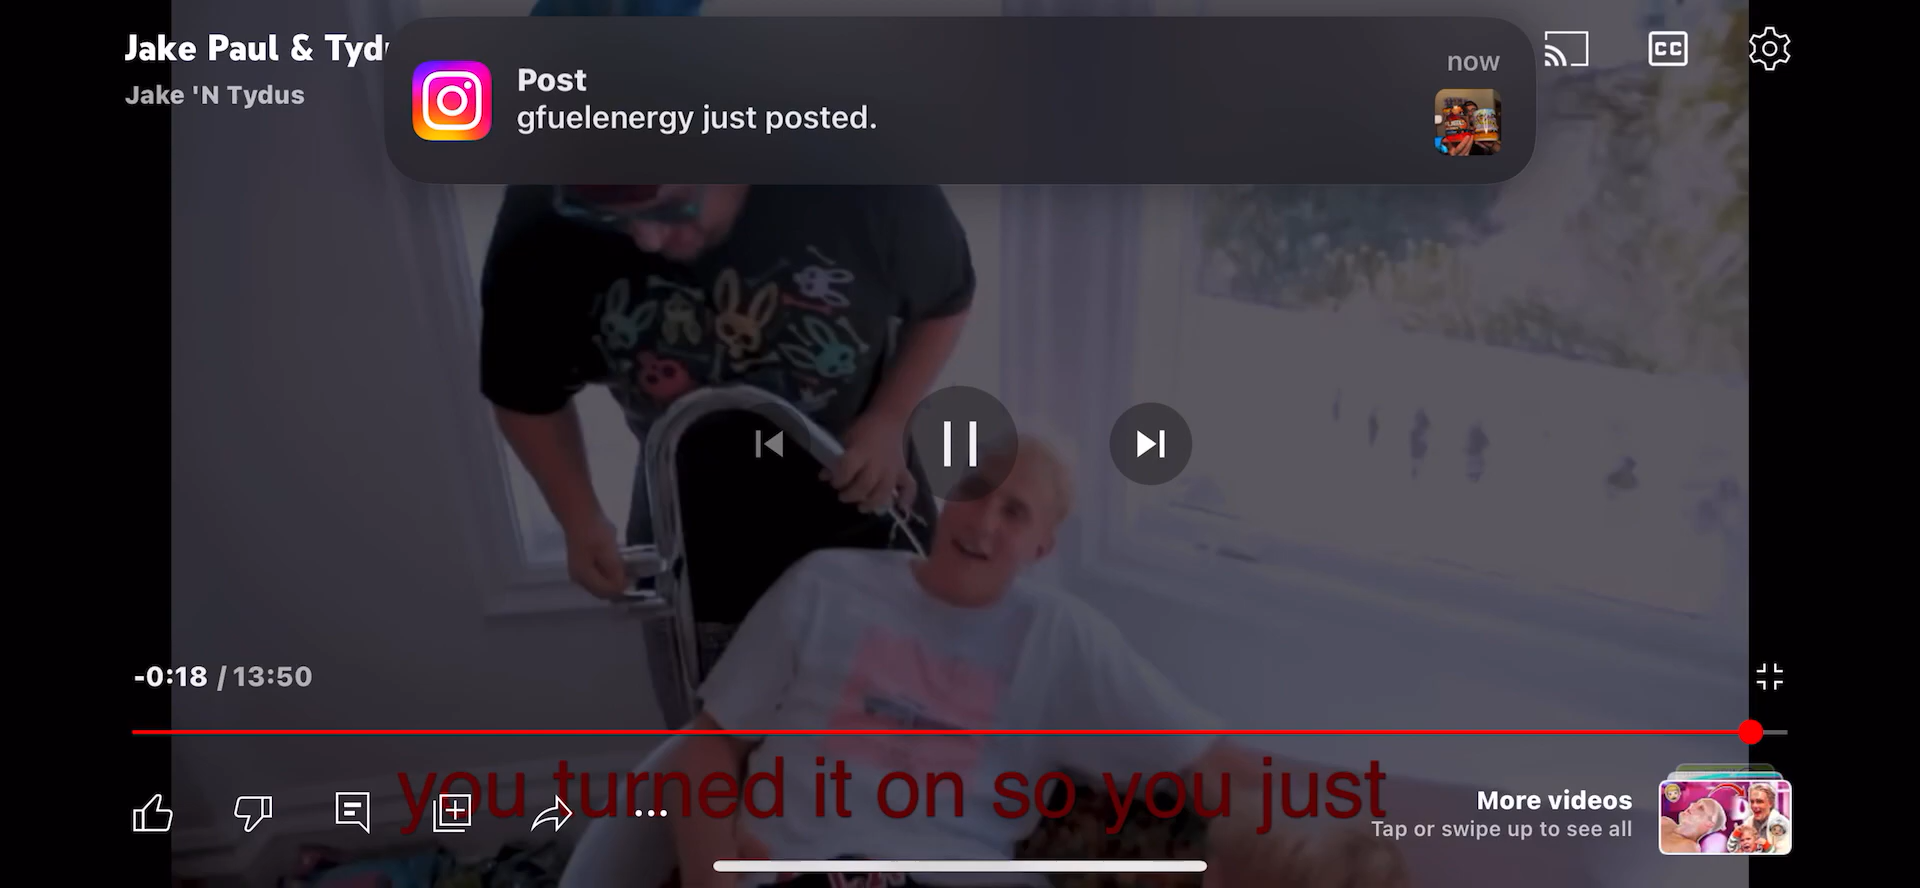 Jake Paul & Tyd
Jake 'N Tydus
Post
gfuelenergy just posted.
now
CC
-0:18 / 13:50
you turned it on so you just
More videos
Tap or swipe up to see all